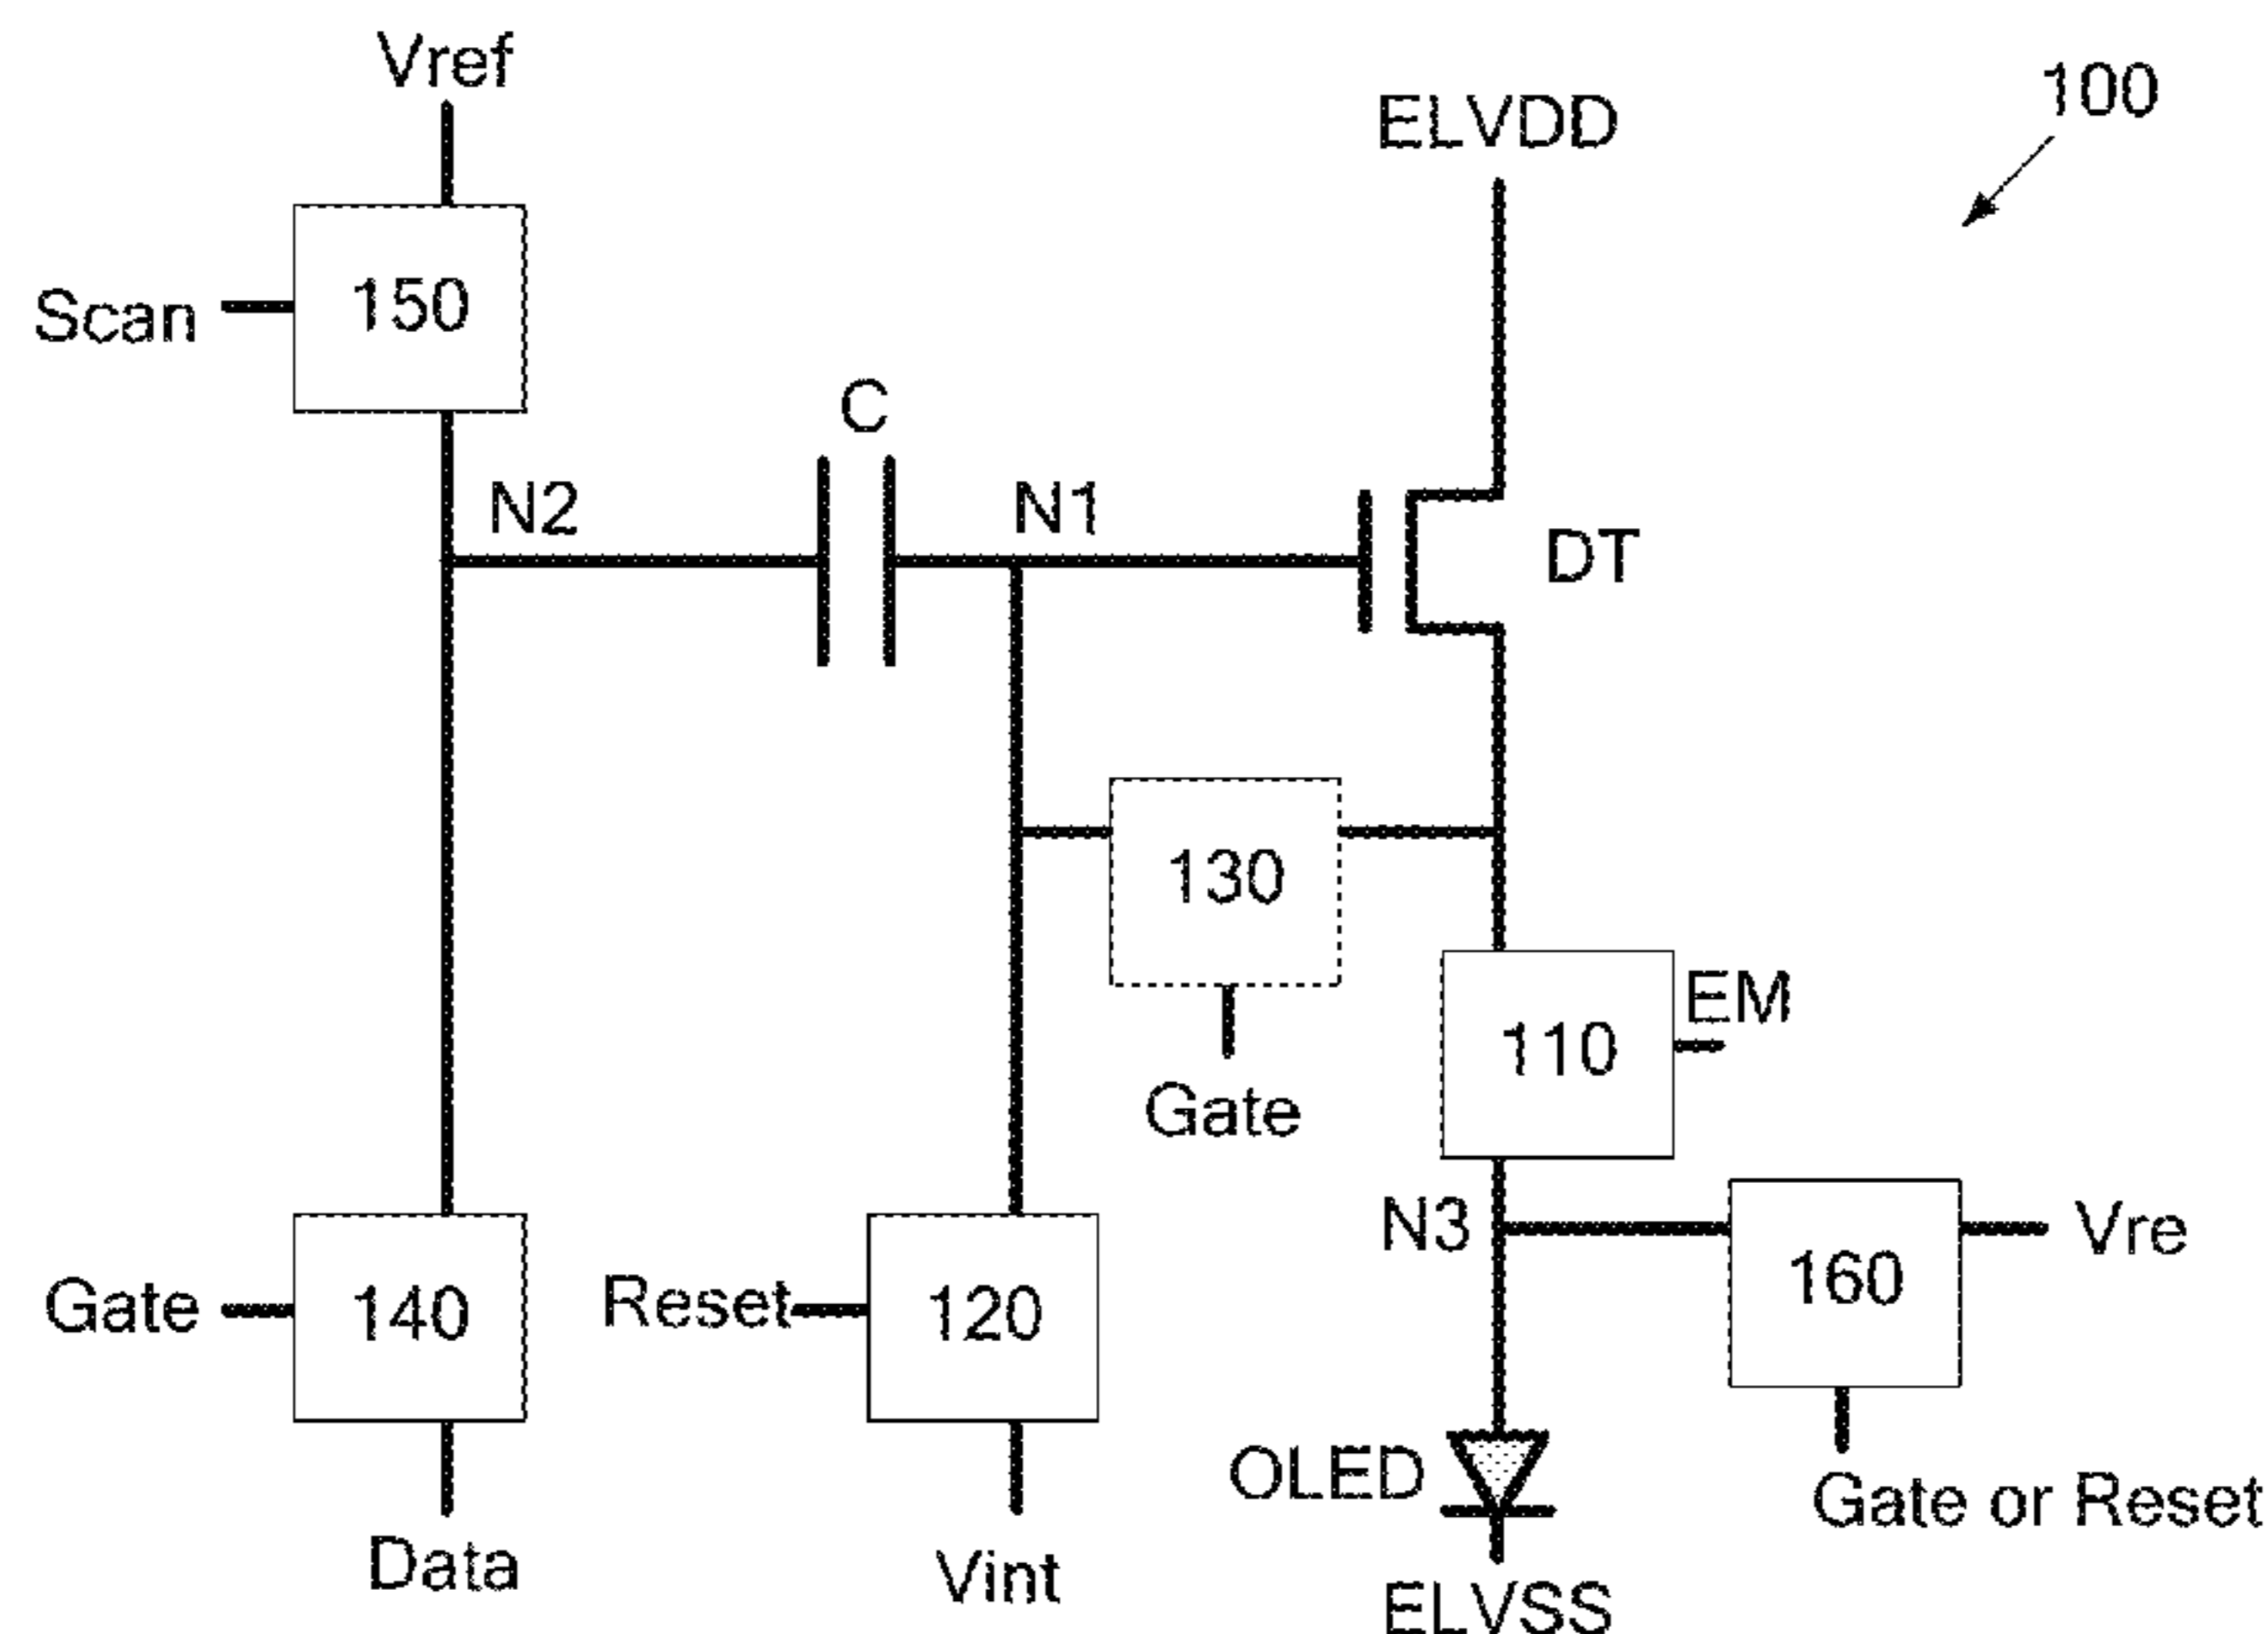 Vref
ELVDD
100
Scan
150
C
N2
N1
DT
130
EM
110
Gate
N3
Vre
Gate
140
Reset
120
160
OLED
Gate or Reset
Data
Vint
ELVSS